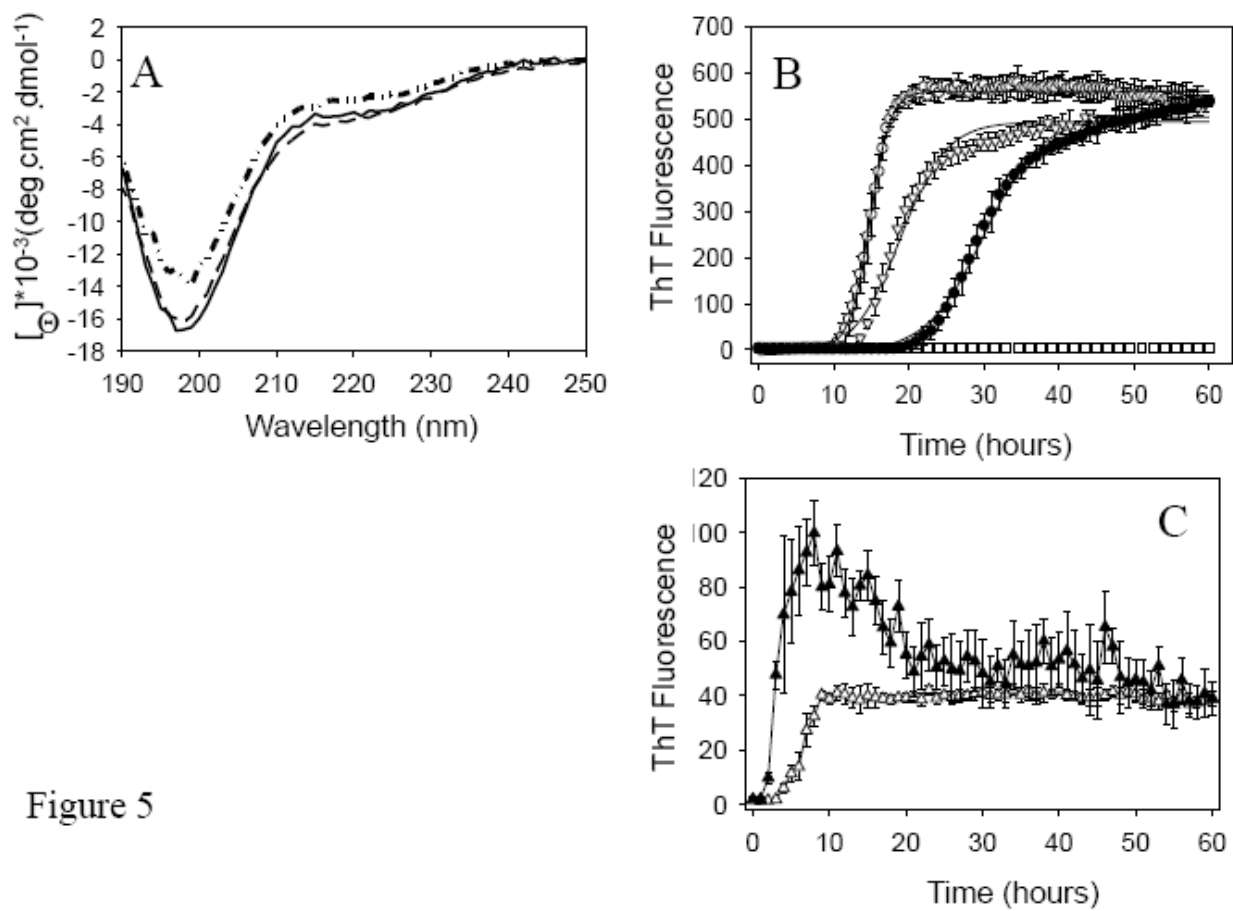 A
2
0
-2
-4
-6
-8
-10
-12
-14
-16
-18
[Θ]*10⁻³(deg cm² dmol⁻¹)
190 200 210 220 230 240 250
Wavelength (nm)
B
700
600
500
400
300
200
100
0
ThT Fluorescence
0 10 20 30 40 50 60
Time (hours)
C
120
100
80
60
40
20
0
ThT Fluorescence
0 10 20 30 40 50 60
Time (hours)
Figure 5